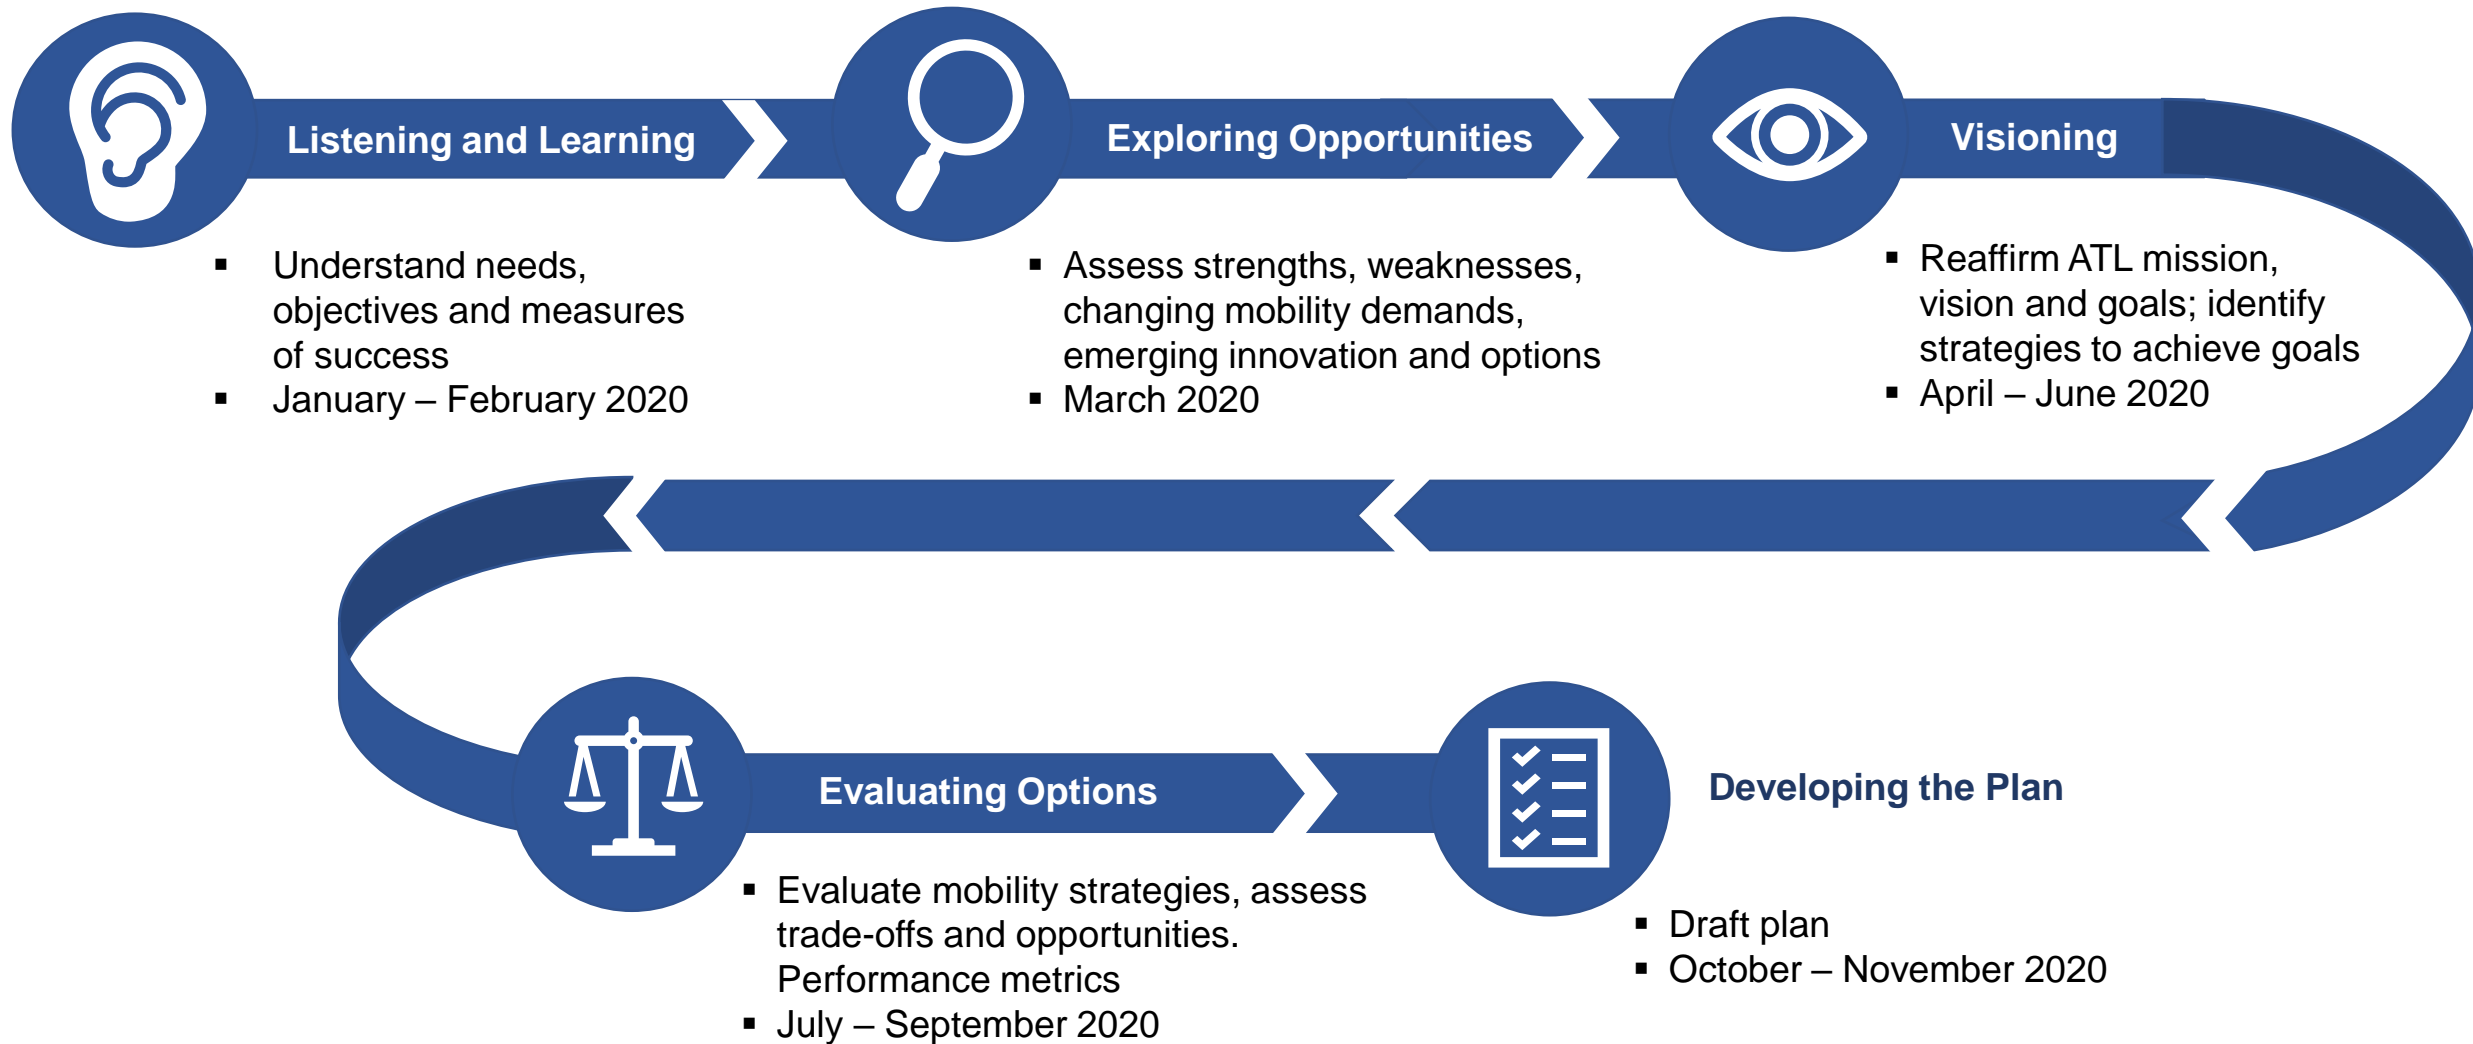 Listening and Learning
▪ Understand needs,
objectives and measures
of success
▪ January – February 2020
Exploring Opportunities
▪ Assess strengths, weaknesses,
changing mobility demands,
emerging innovation and options
▪ March 2020
Visioning
▪ Reaffirm ATL mission,
vision and goals; identify
strategies to achieve goals
▪ April – June 2020
Evaluating Options
▪ Evaluate mobility strategies, assess
trade-offs and opportunities.
Performance metrics
▪ July – September 2020
Developing the Plan
▪ Draft plan
▪ October – November 2020